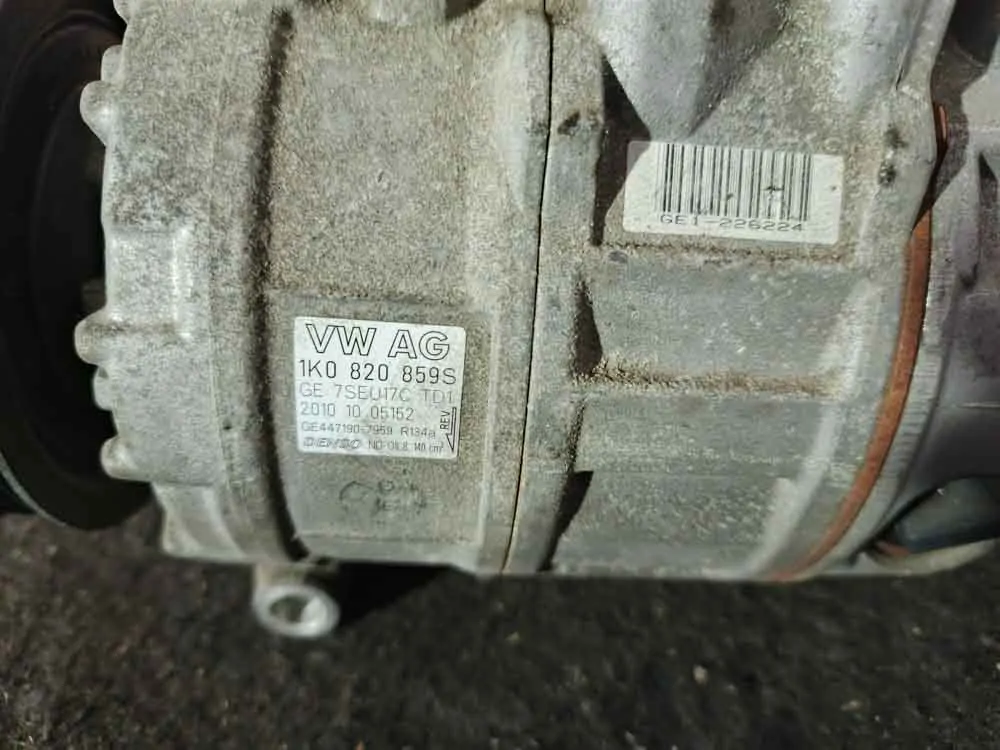 GE1-226224
VW AG
1K0 820 859S
GE 7SEU17C TD1
2010 10 05152
GE447190-7959 R134a
DENSO ND-OIL8, 140 cm³
REV.